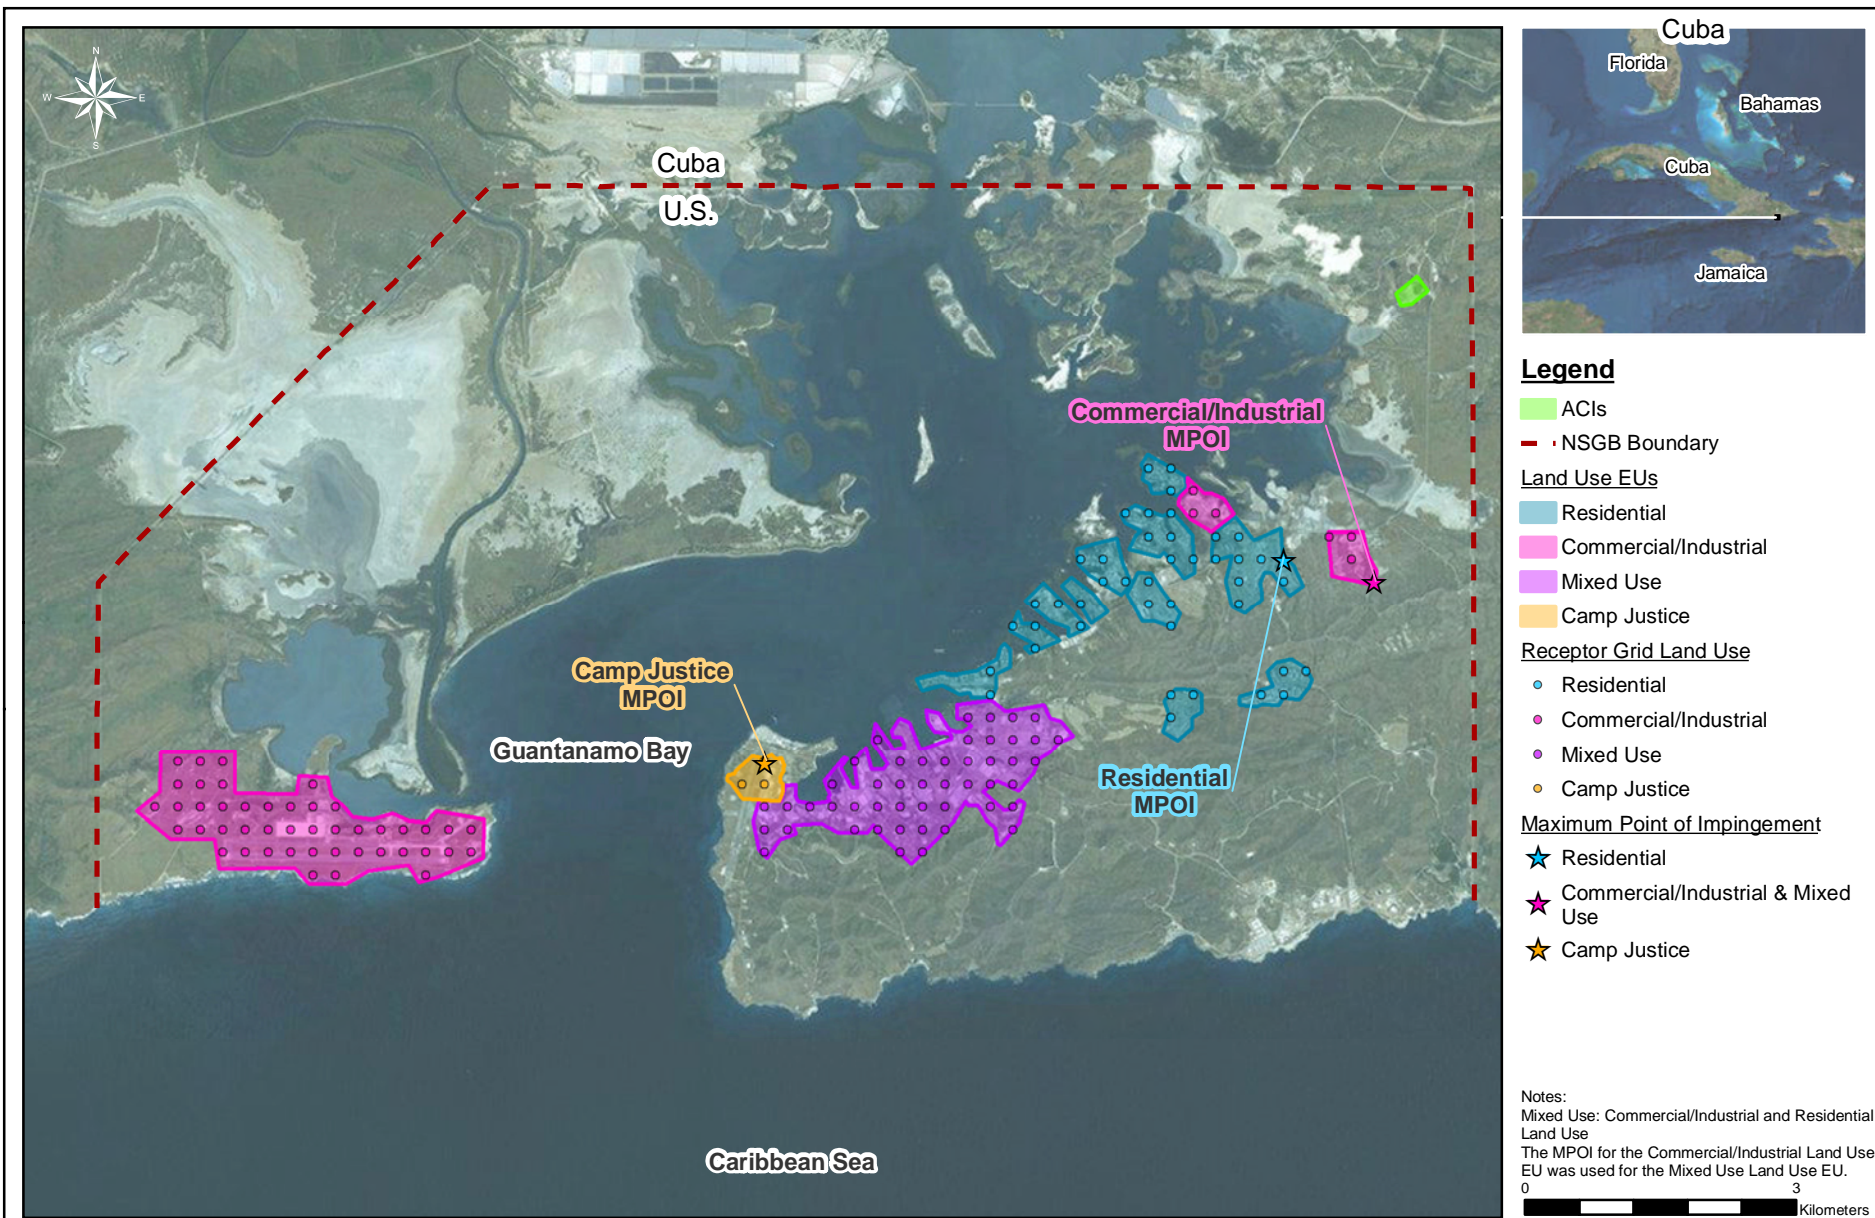 N
W
E
S
Cuba
U.S.
Commercial/Industrial
MPOI
Camp Justice
MPOI
Guantanamo Bay
Residential
MPOI
Caribbean Sea
Cuba
Florida
Bahamas
Cuba
Jamaica
Legend
ACIs
NSGB Boundary
Land Use EUs
Residential
Commercial/Industrial
Mixed Use
Camp Justice
Receptor Grid Land Use
Residential
Commercial/Industrial
Mixed Use
Camp Justice
Maximum Point of Impingement
Residential
Commercial/Industrial & Mixed
Use
Camp Justice
Notes:
Mixed Use: Commercial/Industrial and Residential
Land Use
The MPOI for the Commercial/Industrial Land Use
EU was used for the Mixed Use Land Use EU.
0 3
Kilometers